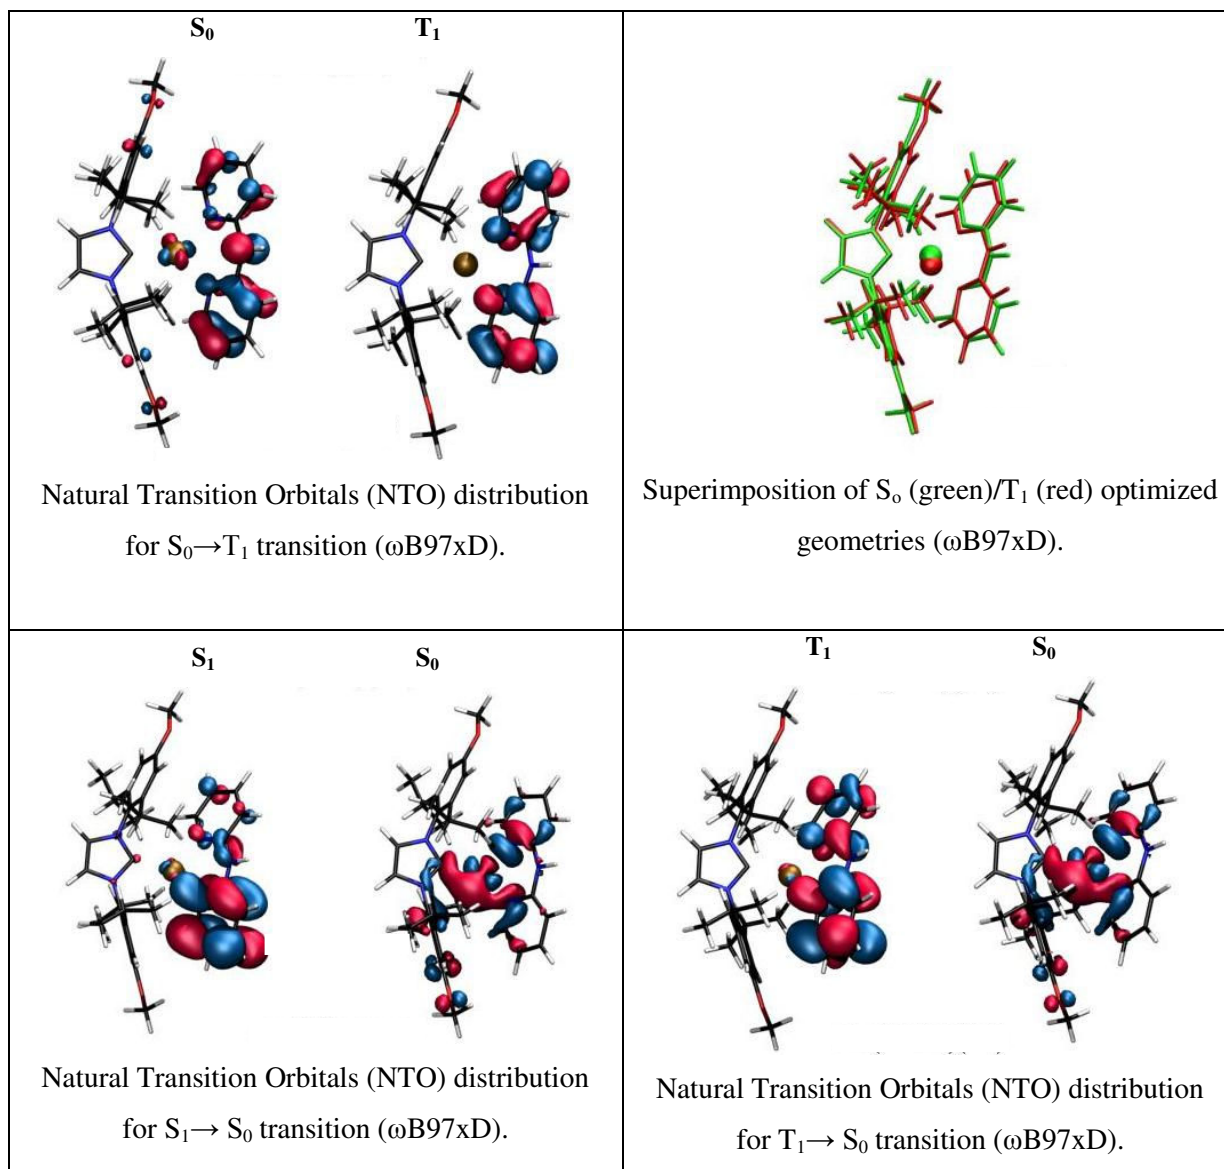 S₀ T₁
Natural Transition Orbitals (NTO) distribution
for S₀→T₁ transition (ωB97xD).
Superimposition of Sₒ (green)/T₁ (red) optimized
geometries (ωB97xD).
S₁ S₀
Natural Transition Orbitals (NTO) distribution
for S₁→ S₀ transition (ωB97xD).
T₁ S₀
Natural Transition Orbitals (NTO) distribution
for T₁→ S₀ transition (ωB97xD).